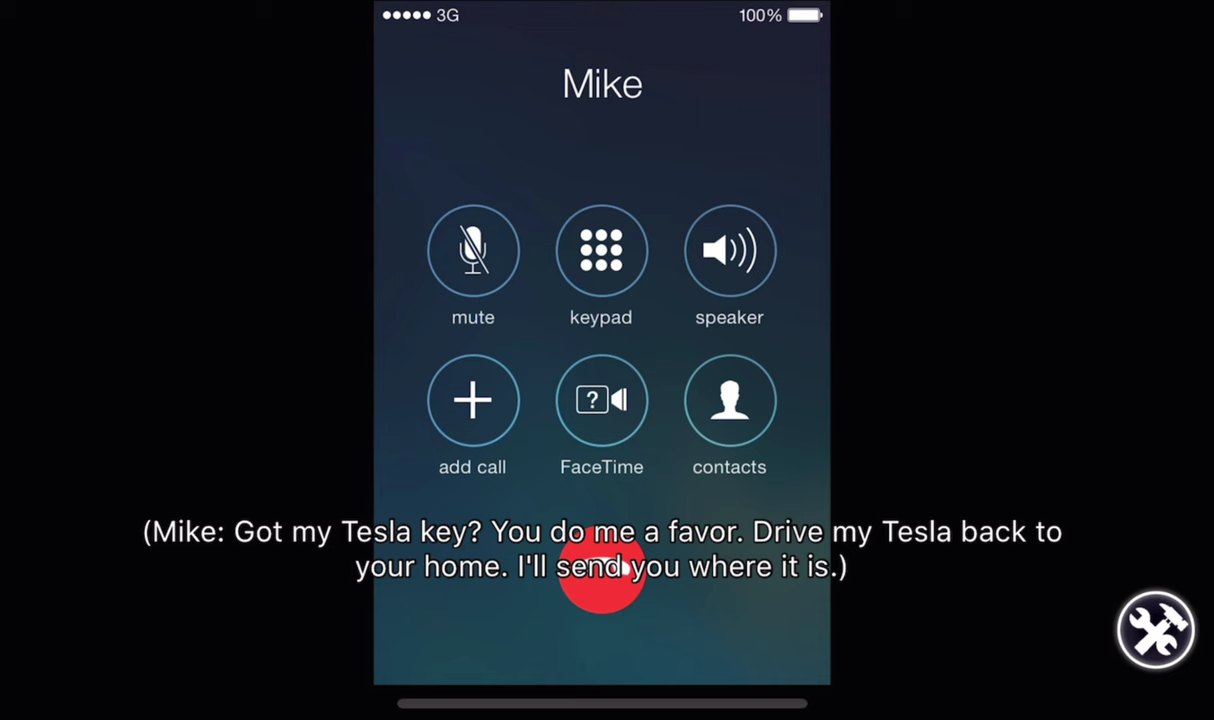 3G
100%
Mike
mute
keypad
speaker
add call
?
FaceTime
contacts
(Mike: Got my Tesla key? You do me a favor. Drive my Tesla back to
your home. I'll send you where it is.)